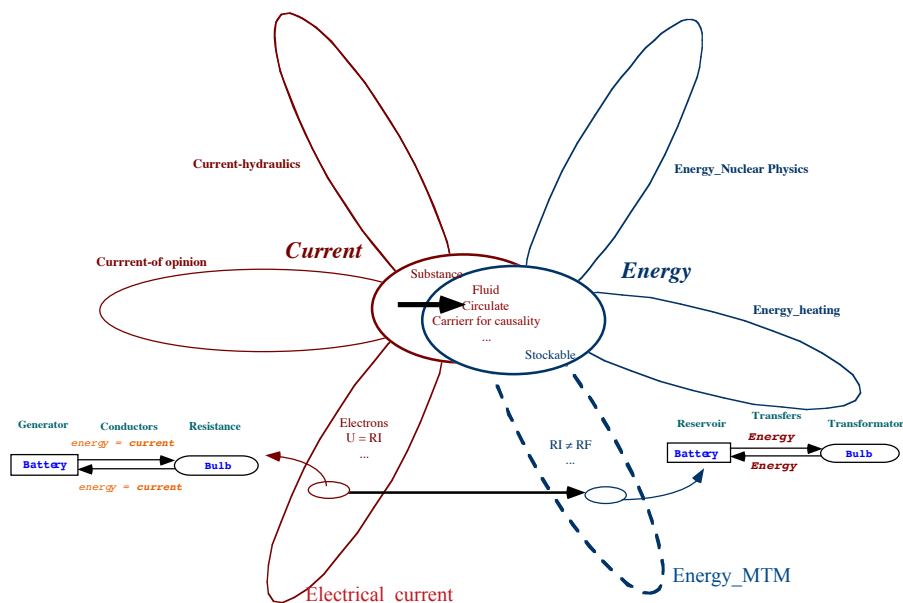 Current-hydraulics
Energy_Nuclear Physics
Current
Energy
Currrent-of opinion
Substance
Fluid
Circulate
Carrierr for causality
...
Stockable
Energy_heating
Generator
Conductors
Resistance
energy = current
Battery
Bulb
energy = current
Electrons
U = RI
...
RI ≠ RF
...
Reservoir
Transfers
Transformator
Energy
Battery
Bulb
Energy
Electrical current
Energy_MTM